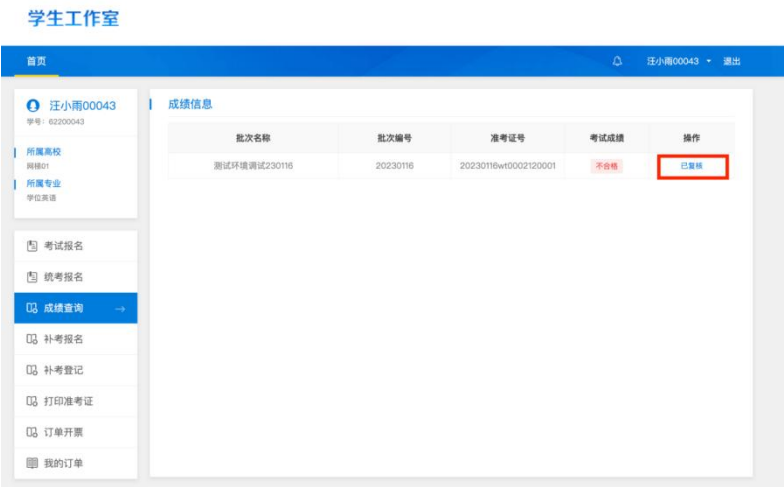 学生工作室
首页 汪小雨00043 退出
汪小雨00043
学号：62200043
所属高校
网梯01
所属专业
学位英语
考试报名
统考报名
成绩查询 →
补考报名
补考登记
打印准考证
订单开票
我的订单
成绩信息
批次名称 批次编号 准考证号 考试成绩 操作
测试环境调试230116 20230116 20230116wt0002120001 不合格 已复核